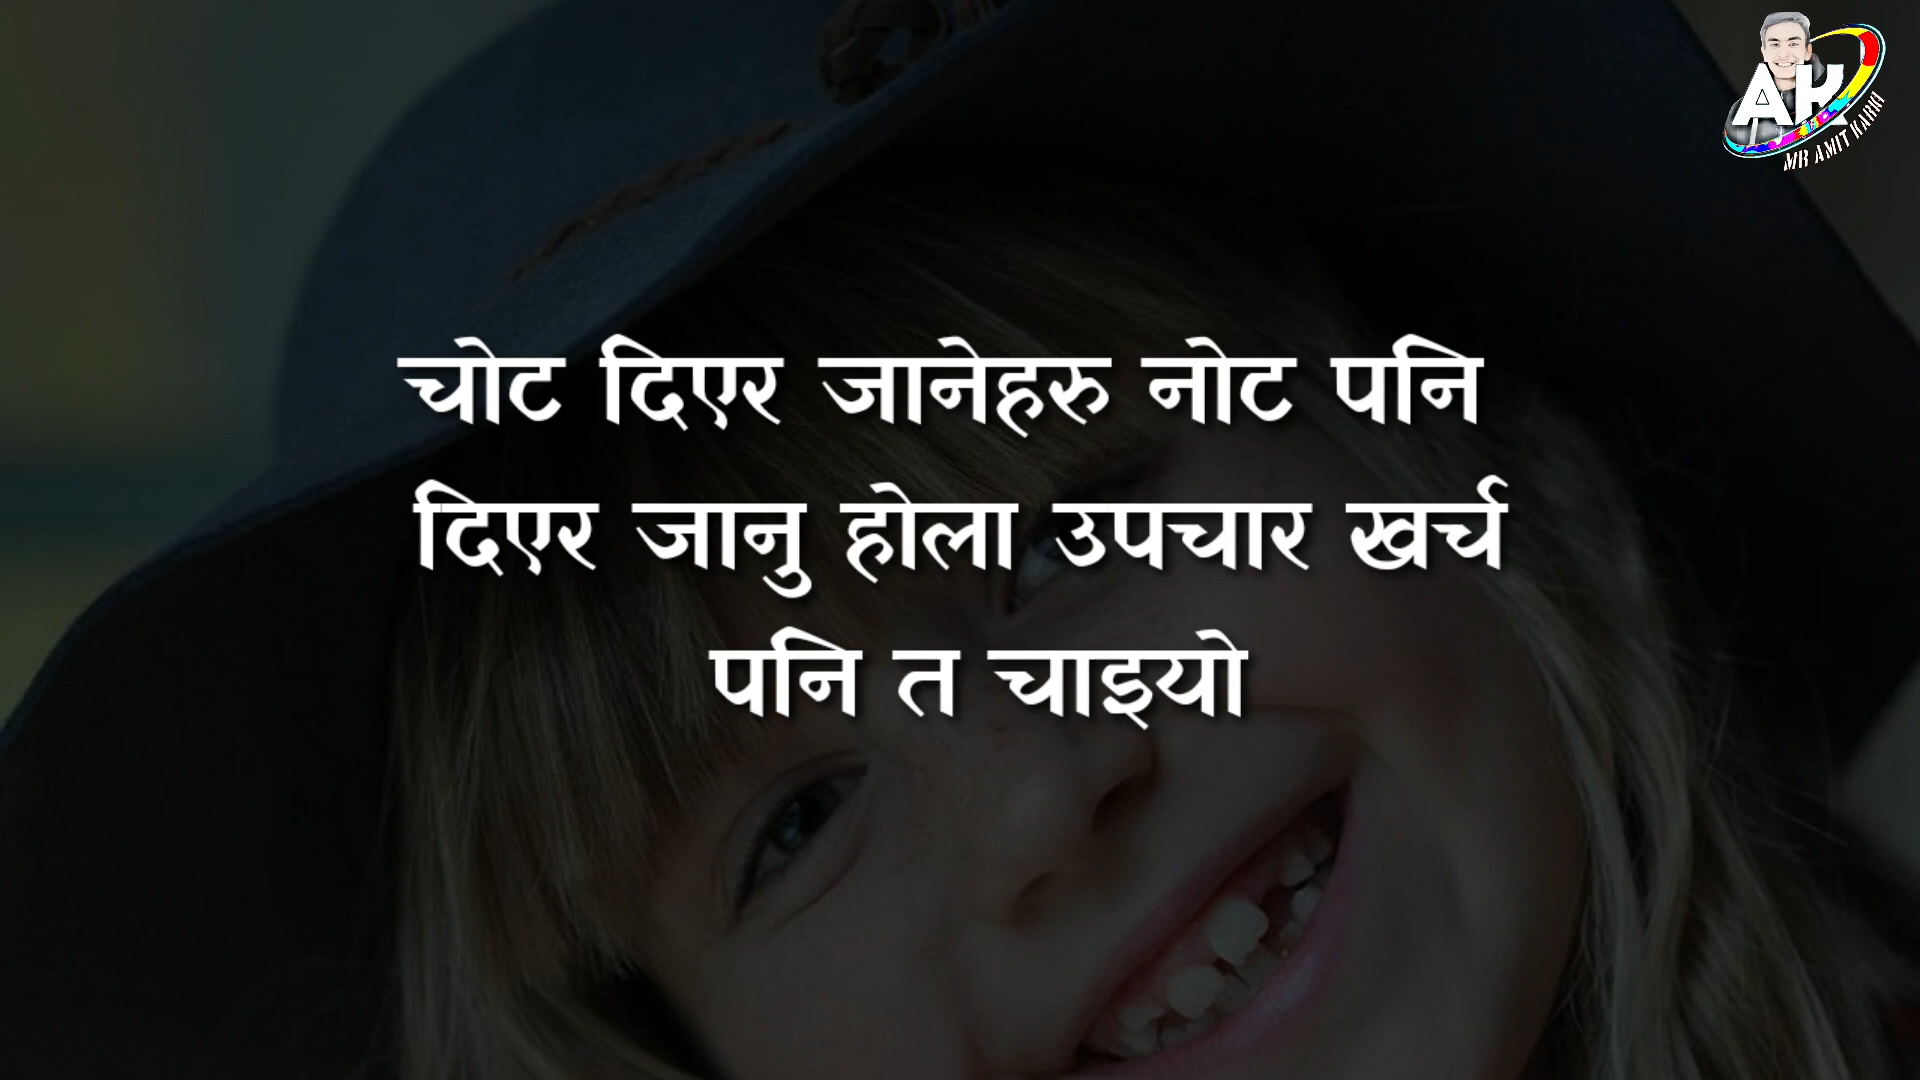 AK
MR AMIT KARKI
चोट दिएर जानेहरु नोट पनि
दिएर जानु होला उपचार खर्च
पनि त चाइयो